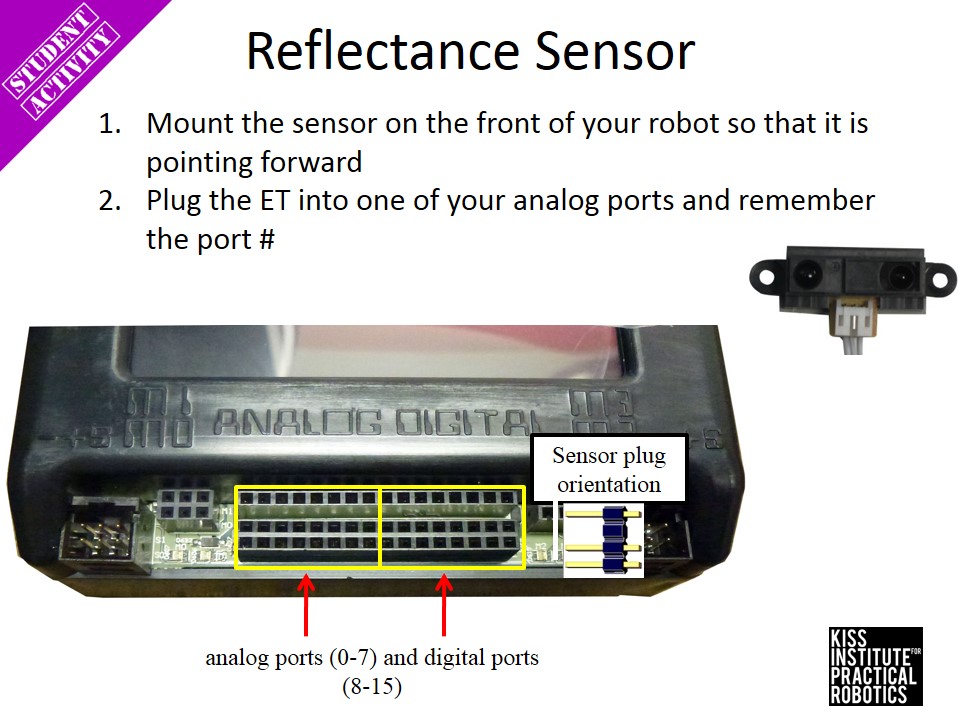 STUDENT
ACTIVITY
Reflectance Sensor
1. Mount the sensor on the front of your robot so that it is
pointing forward
2. Plug the ET into one of your analog ports and remember
the port #
M1 M3
ANALOG DIGITAL
M0
Sensor plug
orientation
analog ports (0-7) and digital ports
(8-15)
KISS
INSTITUTE FOR
PRACTICAL
ROBOTICS